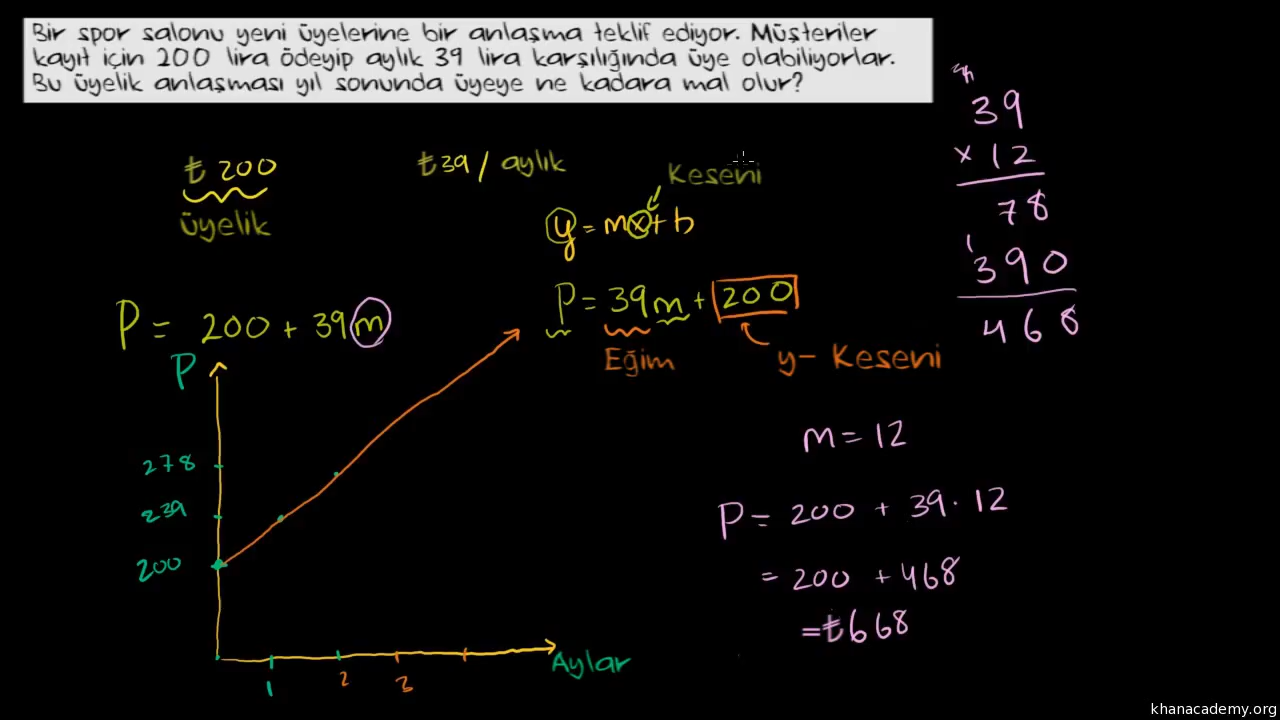 Bir spor salonu yeni üyelerine bir anlaşma teklif ediyor. Müşteriler
kayıt için 200 lira ödeyip aylık 39 lira karşılığında üye olabiliyorlar.
Bu üyelik anlaşması yıl sonunda üyeye ne kadara mal olur?
₺ 200
üyelik
₺39 / aylık
Keseni
y = mx + b
P = 200 + 39m
P = 39m + 200
Eğim
y- Keseni
39
x 12
78
1
390
468
P
278
239
200
1
2
3
Aylar
m = 12
P = 200 + 39 · 12
= 200 + 468
= ₺668
khanacademy.org